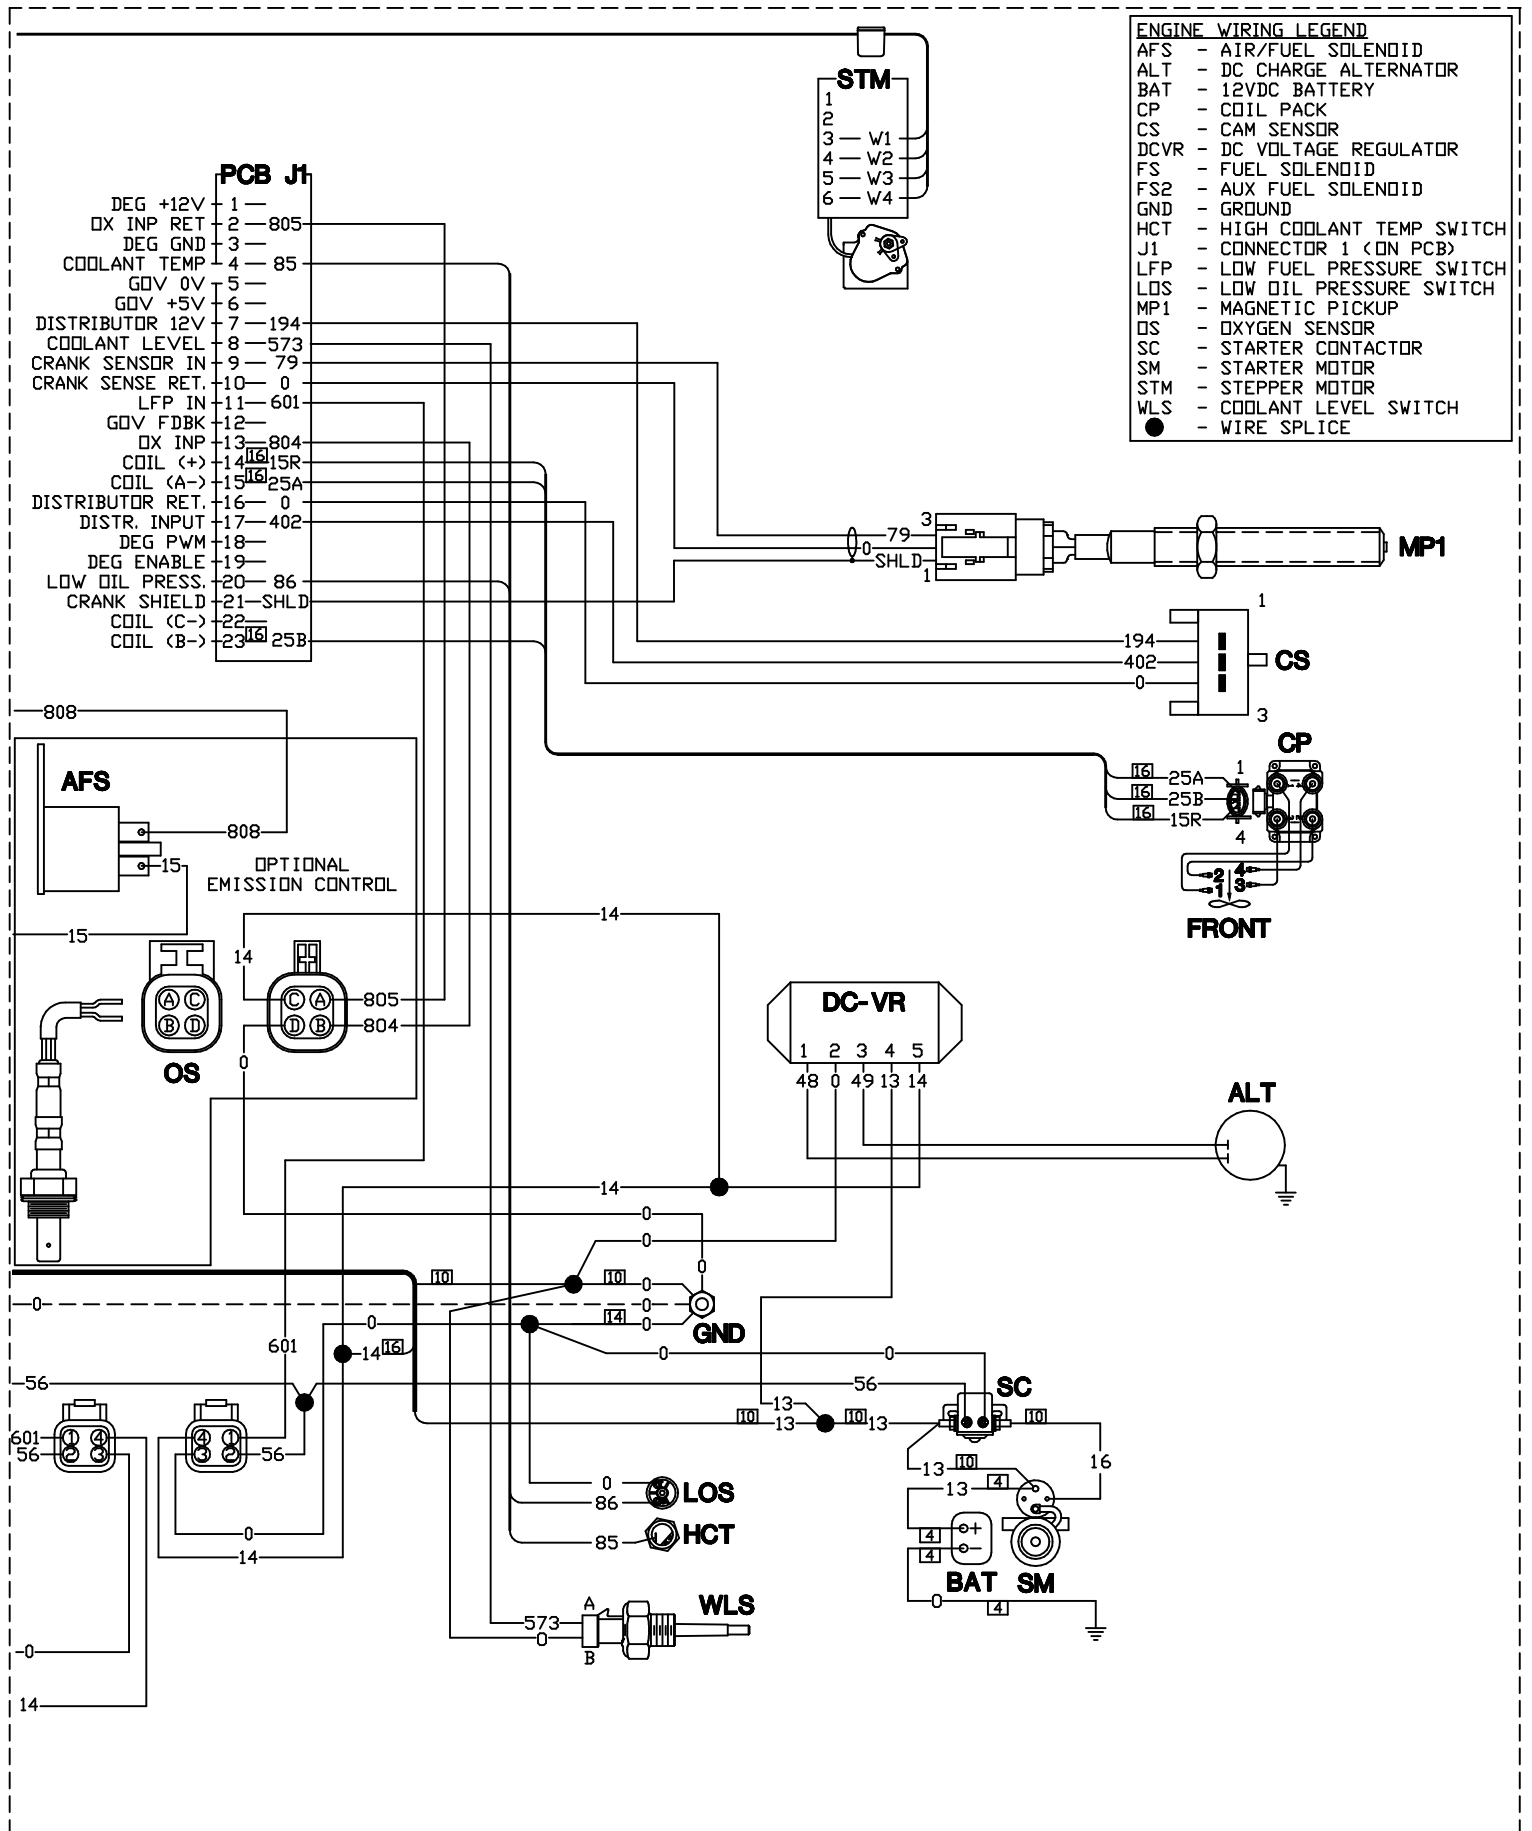 ENGINE WIRING LEGEND
AFS - AIR/FUEL SOLENOID
ALT - DC CHARGE ALTERNATOR
BAT - 12VDC BATTERY
CP - COIL PACK
CS - CAM SENSOR
DCVR - DC VOLTAGE REGULATOR
FS - FUEL SOLENOID
FS2 - AUX FUEL SOLENOID
GND - GROUND
HCT - HIGH COOLANT TEMP SWITCH
J1 - CONNECTOR 1 (ON PCB)
LFP - LOW FUEL PRESSURE SWITCH
LOS - LOW OIL PRESSURE SWITCH
MP1 - MAGNETIC PICKUP
OS - OXYGEN SENSOR
SC - STARTER CONTACTOR
SM - STARTER MOTOR
STM - STEPPER MOTOR
WLS - COOLANT LEVEL SWITCH
- WIRE SPLICE
STM
1
2
3 W1
4 W2
5 W3
6 W4
PCB J1
DEG +12V 1
OX INP RET 2 805
DEG GND 3
COOLANT TEMP 4 85
GOV 0V 5
GOV +5V 6
DISTRIBUTOR 12V 7 194
COOLANT LEVEL 8 573
CRANK SENSOR IN 9 79
CRANK SENSE RET. 10 0
LFP IN 11 601
GOV FDBK 12
OX INP 13 804
COIL (+) 14 16 15R
COIL (A-) 15 16 25A
DISTRIBUTOR RET. 16 0
DISTR. INPUT 17 402
DEG PWM 18
DEG ENABLE 19
LOW OIL PRESS. 20 86
CRANK SHIELD 21 SHLD
COIL (C-) 22
COIL (B-) 23 16 25B
3
79
0
SHLD
1
MP1
1
194
402
0
CS
3
CP
16 25A 1
16 25B
16 15R
4
2 4
1 3
FRONT
808
AFS
808
15
OPTIONAL
EMISSION CONTROL
15
14
14
A C
B D
OS
C A 805
D B 804
0
DC-VR
1 2 3 4 5
48 0 49 13 14
ALT
14
0
0
0
10 10 0
0 0
0 14 0
GND
601
14 16
0 0
56 56
SC
13
10 13 10 13 10
601 1 4
56 2 3
4 1
3 2 56
16
13 10
13 4
0
86
LOS
85
HCT
4 +
4 -
BAT SM
0
14
0 4
A
573
0
B
WLS
0
14